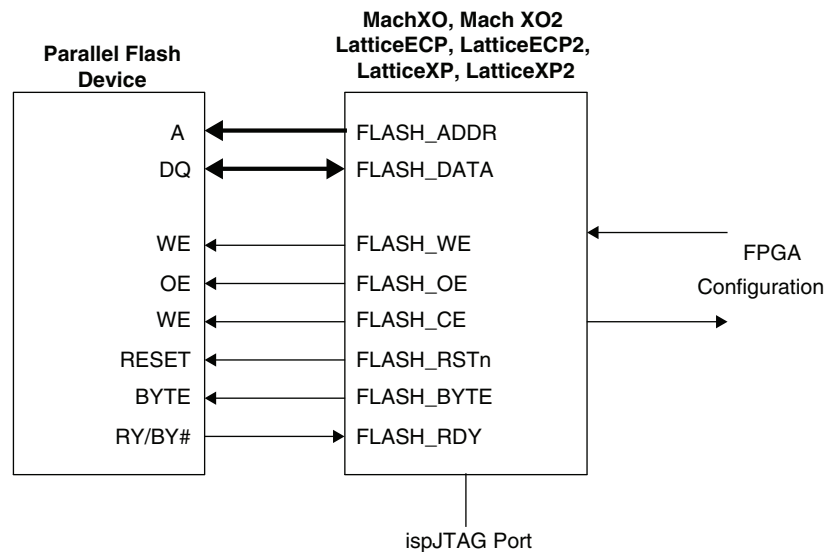 MachXO, Mach XO2
LatticeECP, LatticeECP2,
LatticeXP, LatticeXP2
Parallel Flash
Device
A FLASH_ADDR
DQ FLASH_DATA
WE FLASH_WE
OE FLASH_OE
WE FLASH_CE
RESET FLASH_RSTn
BYTE FLASH_BYTE
RY/BY# FLASH_RDY
FPGA
Configuration
ispJTAG Port